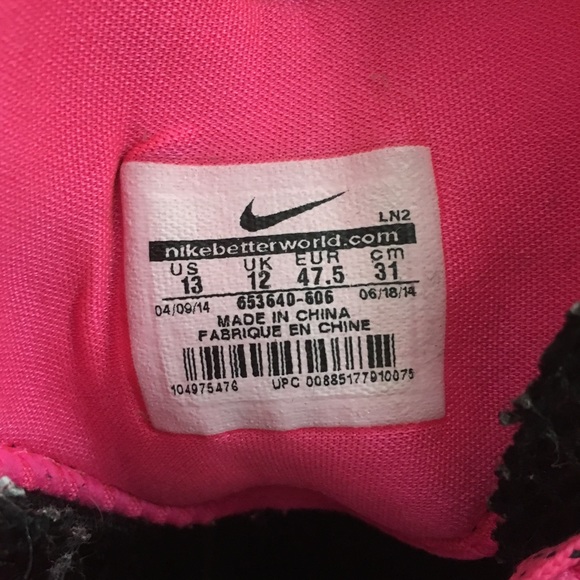 LN2
nikebetterworld.com
US UK EUR cm
13 12 47.5 31
04/09/14 653640-606 06/18/14
MADE IN CHINA
FABRIQUE EN CHINE
104975476 UPC 00885177910075